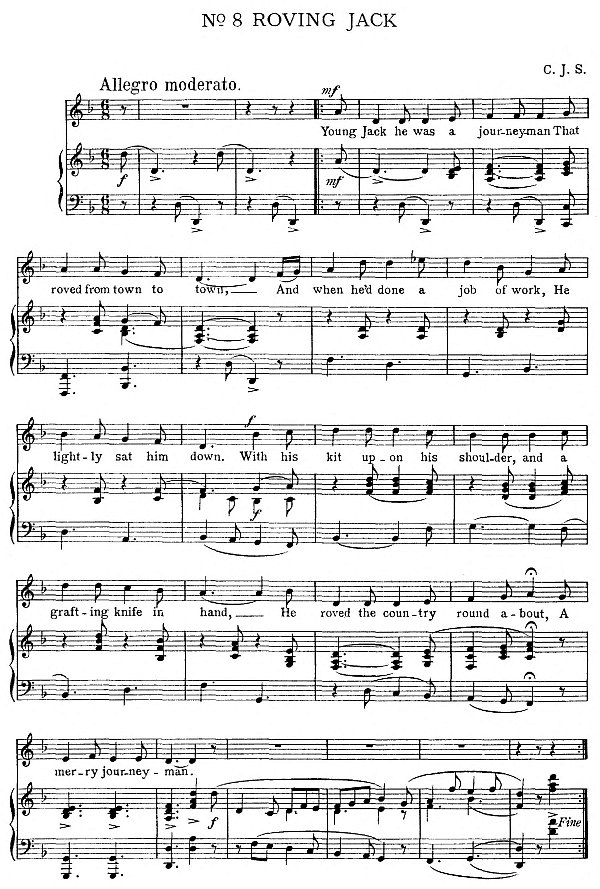 No 8 ROVING JACK
C. J. S.
Allegro moderato.
mf
Young Jack he was a jour-ney-man That
f
mf
roved from town to town,— And when he'd done a job of work, He
f
light-ly sat him down. With his kit up-on his shoul-der, and a
f
graft-ing knife in hand,— He roved the coun-try round a-bout, A
mer-ry jour-ney-man.
f
Fine